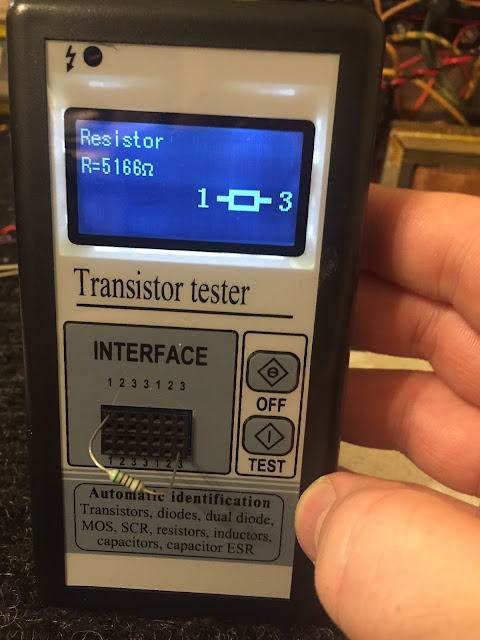 Resistor
R=5166Ω
1 3
Transistor tester
INTERFACE
1 2 3 3 1 2 3
1 2 3 3 1 2 3
OFF
TEST
Automatic identification
Transistors, diodes, dual diode,
MOS, SCR, resistors, inductors,
capacitors, capacitor ESR